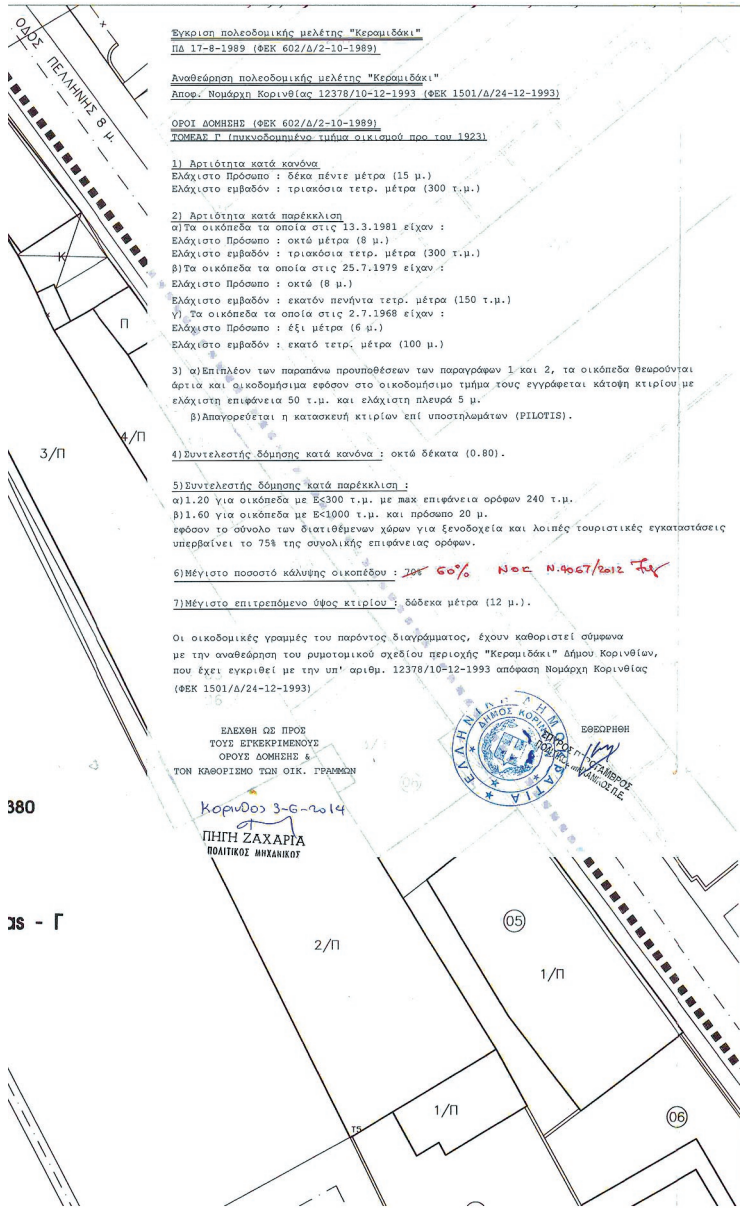 ΟΔΟΣ ΠΕΛΛΗΝΗΣ 8 μ.
Έγκριση πολεοδομικής μελέτης "Κεραμιδάκι"
ΠΔ 17-8-1989 (ΦΕΚ 602/Δ/2-10-1989)
Αναθεώρηση πολεοδομικής μελέτης "Κεραμιδάκι"
Αποφ. Νομάρχη Κορινθίας 12378/10-12-1993 (ΦΕΚ 1501/Δ/24-12-1993)
ΟΡΟΙ ΔΟΜΗΣΗΣ (ΦΕΚ 602/Δ/2-10-1989)
ΤΟΜΕΑΣ Γ (πυκνοδομημένο τμήμα οικισμού προ του 1923)
1) Αρτιότητα κατά κανόνα
Ελάχιστο Πρόσωπο : δέκα πέντε μέτρα (15 μ.)
Ελάχιστο εμβαδόν : τριακόσια τετρ. μέτρα (300 τ.μ.)
2) Αρτιότητα κατά παρέκκλιση
α)Τα οικόπεδα τα οποία στις 13.3.1981 είχαν :
Ελάχιστο Πρόσωπο : οκτώ μέτρα (8 μ.)
Ελάχιστο εμβαδόν : τριακόσια τετρ. μέτρα (300 τ.μ.)
β)Τα οικόπεδα τα οποία στις 25.7.1979 είχαν :
Ελάχιστο Πρόσωπο : οκτώ (8 μ.)
Ελάχιστο εμβαδόν : εκατόν πενήντα τετρ. μέτρα (150 τ.μ.)
γ) Τα οικόπεδα τα οποία στις 2.7.1968 είχαν :
Ελάχιστο Πρόσωπο : έξι μέτρα (6 μ.)
Ελάχιστο εμβαδόν : εκατό τετρ. μέτρα (100 μ.)
3) α)Επιπλέον των παραπάνω προυποθέσεων των παραγράφων 1 και 2, τα οικόπεδα θεωρούνται
άρτια και οικοδομήσιμα εφόσον στο οικοδομήσιμο τμήμα τους εγγράφεται κάτοψη κτιρίου με
ελάχιστη επιφάνεια 50 τ.μ. και ελάχιστη πλευρά 5 μ.
β)Απαγορεύεται η κατασκευή κτιρίων επί υποστηλωμάτων (PILOTIS).
4)Συντελεστής δόμησης κατά κανόνα : οκτώ δέκατα (0.80).
5)Συντελεστής δόμησης κατά παρέκκλιση :
α)1.20 για οικόπεδα με Ε<300 τ.μ. με max επιφάνεια ορόφων 240 τ.μ.
β)1.60 για οικόπεδα με Ε<1000 τ.μ. και πρόσωπο 20 μ.
εφόσον το σύνολο των διατιθέμενων χώρων για ξενοδοχεία και λοιπές τουριστικές εγκαταστάσεις
υπερβαίνει το 75% της συνολικής επιφάνειας ορόφων.
6)Μέγιστο ποσοστό κάλυψης οικοπέδου : 70% 60% ΝΟΚ Ν.4067/2012
7)Μέγιστο επιτρεπόμενο ύψος κτιρίου : δώδεκα μέτρα (12 μ.).
Οι οικοδομικές γραμμές του παρόντος διαγράμματος, έχουν καθοριστεί σύμφωνα
με την αναθεώρηση του ρυμοτομικού σχεδίου περιοχής "Κεραμιδάκι" Δήμου Κορινθίων,
που έχει εγκριθεί με την υπ' αριθμ. 12378/10-12-1993 απόφαση Νομάρχη Κορινθίας
(ΦΕΚ 1501/Δ/24-12-1993)
ΕΛΕΧΘΗ ΩΣ ΠΡΟΣ
ΤΟΥΣ ΕΓΚΕΚΡΙΜΕΝΟΥΣ
ΟΡΟΥΣ ΔΟΜΗΣΗΣ &
ΤΟΝ ΚΑΘΟΡΙΣΜΟ ΤΩΝ ΟΙΚ. ΓΡΑΜΜΩΝ
Κορινθος 3-6-2014
ΠΗΓΗ ΖΑΧΑΡΙΑ
ΠΟΛΙΤΙΚΟΣ ΜΗΧΑΝΙΚΟΣ
ΕΘΕΩΡΗΘΗ
ΕΛΛΗΝΙΚΗ ΔΗΜΟΚΡΑΤΙΑ
ΔΗΜΟΣ ΚΟΡΙΝΘΙΩΝ
Κ
Π
3/Π
4/Π
380
as - Γ
2/Π
05
1/Π
1/Π
Τ5
06